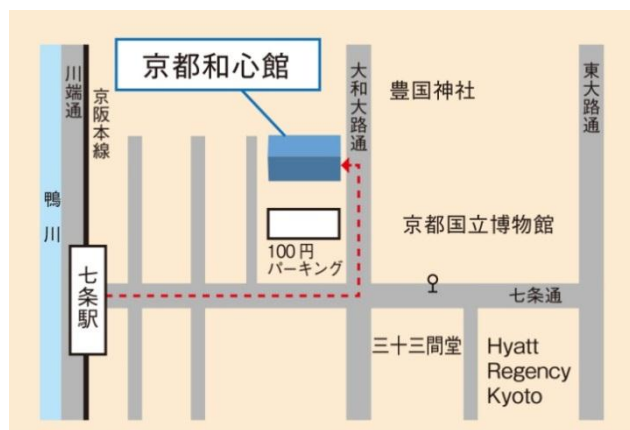 京都和心館
川端通
京阪本線
鴨川
七条駅
100円
パーキング
大和大路通
豊国神社
東大路通
京都国立博物館
七条通
三十三間堂
Hyatt
Regency
Kyoto